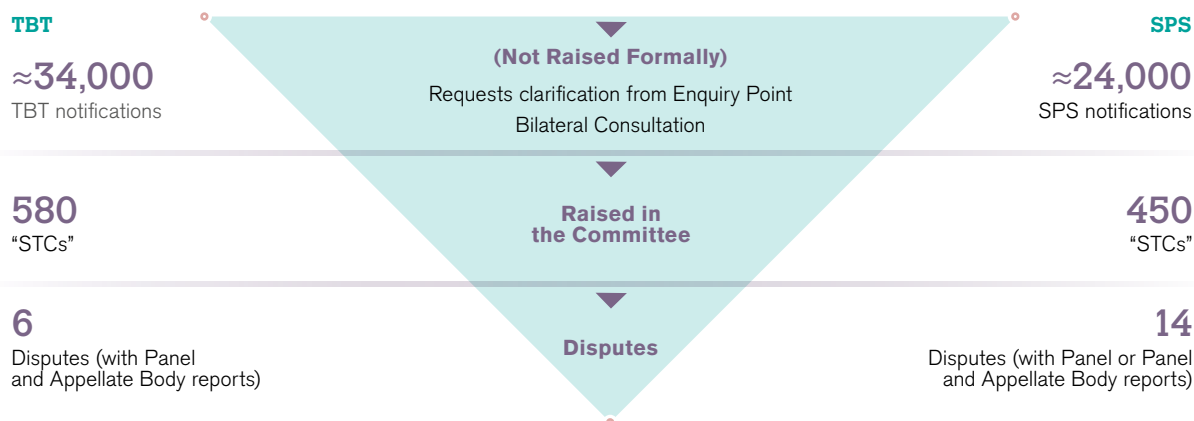 TBT
≈34,000
TBT notifications
(Not Raised Formally)
Requests clarification from Enquiry Point
Bilateral Consultation
SPS
≈24,000
SPS notifications
580
“STCs”
Raised in
the Committee
450
“STCs”
6
Disputes (with Panel
and Appellate Body reports)
Disputes
14
Disputes (with Panel or Panel
and Appellate Body reports)